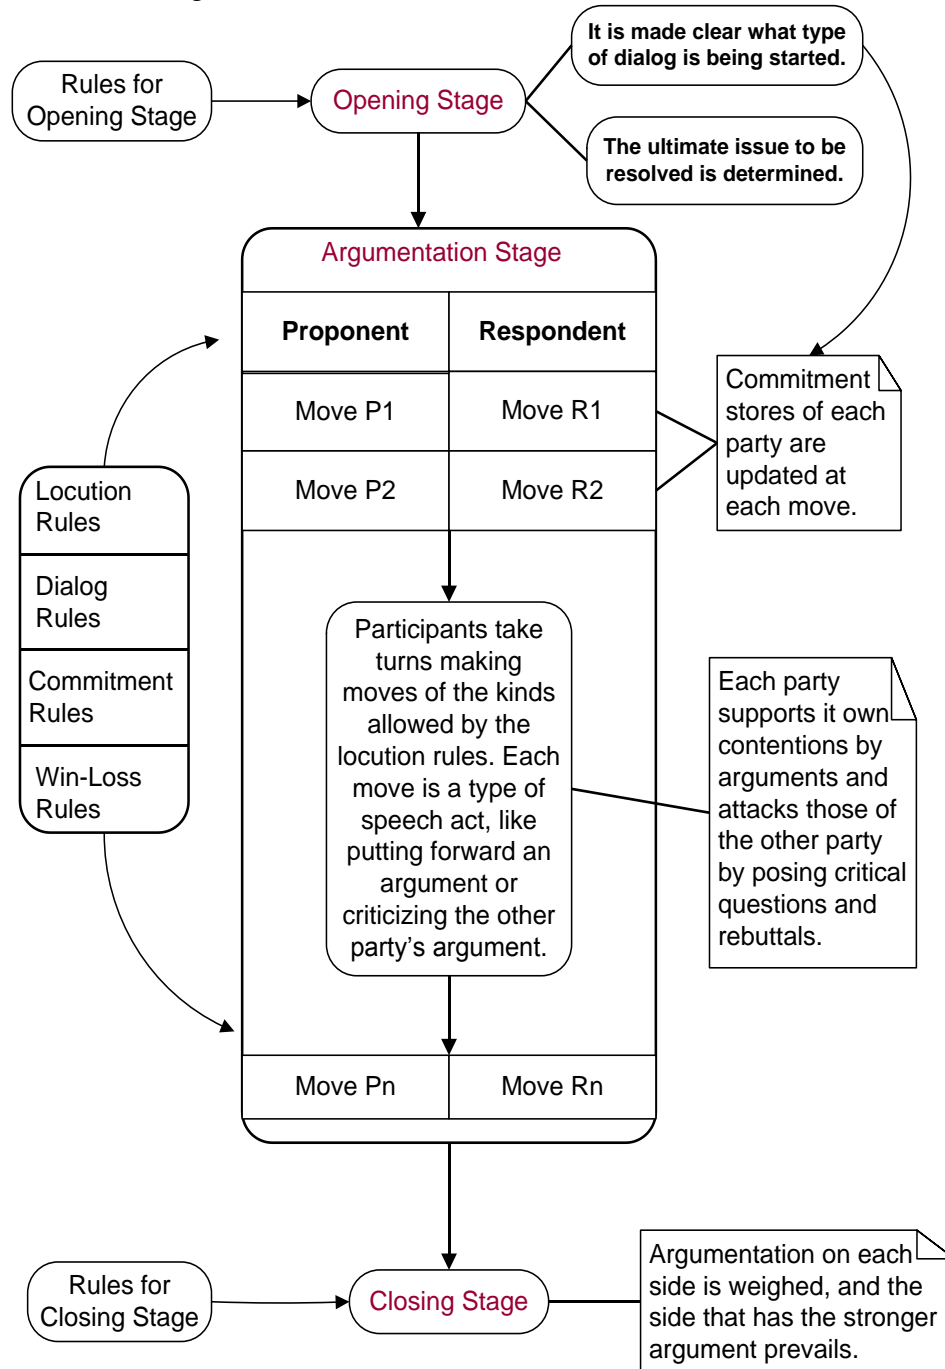 It is made clear what type
of dialog is being started.
Rules for
Opening Stage
Opening Stage
The ultimate issue to be
resolved is determined.
Argumentation Stage
Proponent
Respondent
Move P1
Move R1
Move P2
Move R2
Commitment
stores of each
party are
updated at
each move.
Locution
Rules
Dialog
Rules
Commitment
Rules
Win-Loss
Rules
Participants take
turns making
moves of the kinds
allowed by the
locution rules. Each
move is a type of
speech act, like
putting forward an
argument or
criticizing the other
party’s argument.
Each party
supports it own
contentions by
arguments and
attacks those of
the other party
by posing critical
questions and
rebuttals.
Move Pn
Move Rn
Rules for
Closing Stage
Closing Stage
Argumentation on each
side is weighed, and the
side that has the stronger
argument prevails.